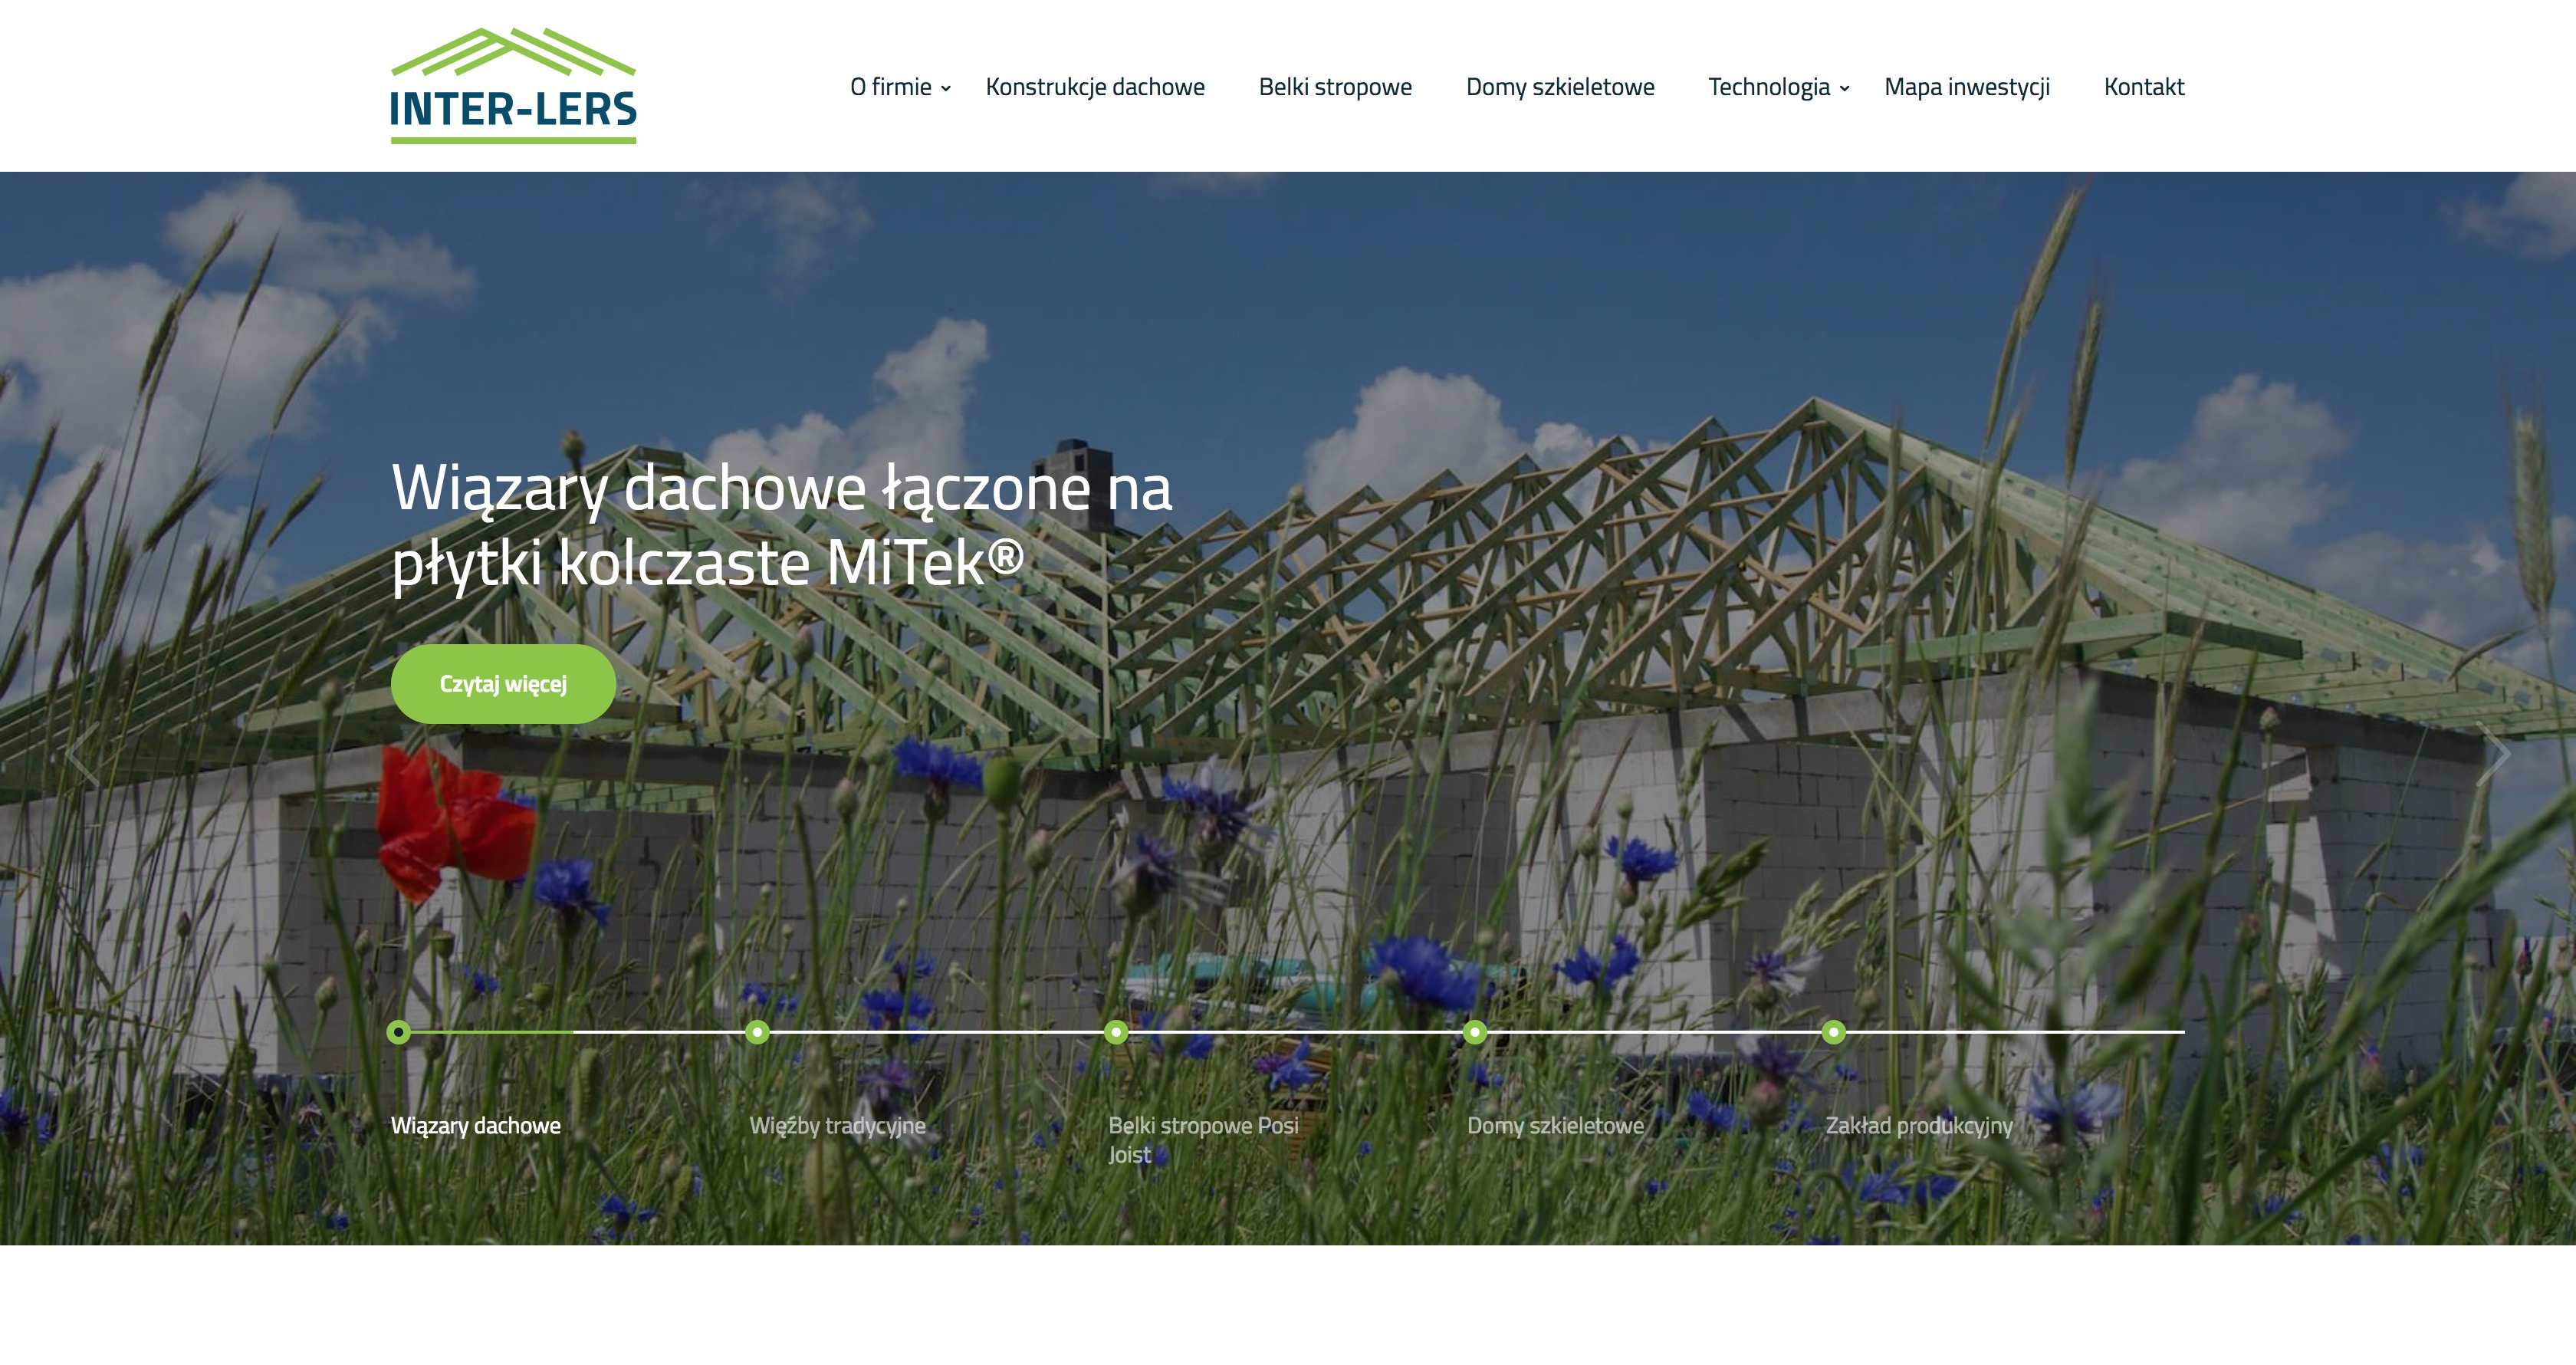 INTER-LERS
O firmie
Konstrukcje dachowe
Belki stropowe
Domy szkieletowe
Technologia
Mapa inwestycji
Kontakt
Wiązary dachowe łączone na
płytki kolczaste MiTek®
Czytaj więcej
Wiązary dachowe
Więźby tradycyjne
Belki stropowe Posi
Joist
Domy szkieletowe
Zakład produkcyjny